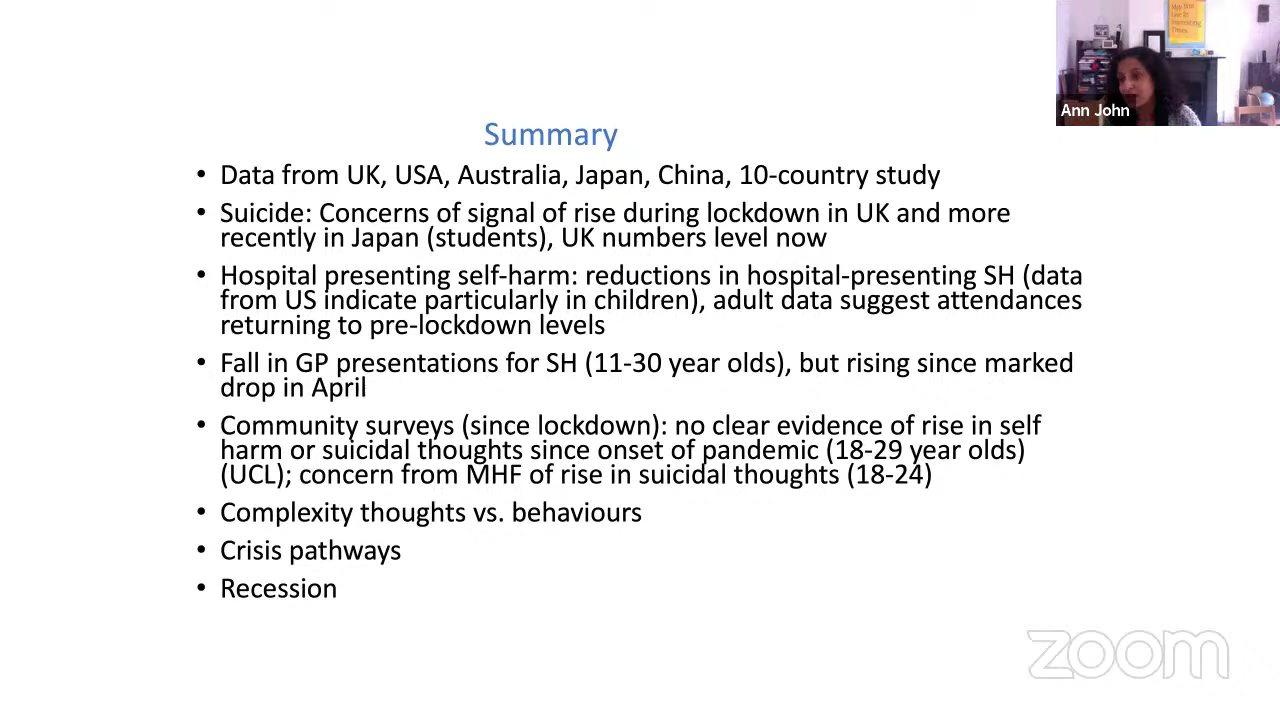 Summary
• Data from UK, USA, Australia, Japan, China, 10-country study
• Suicide: Concerns of signal of rise during lockdown in UK and more
recently in Japan (students), UK numbers level now
• Hospital presenting self-harm: reductions in hospital-presenting SH (data
from US indicate particularly in children), adult data suggest attendances
returning to pre-lockdown levels
• Fall in GP presentations for SH (11-30 year olds), but rising since marked
drop in April
• Community surveys (since lockdown): no clear evidence of rise in self
harm or suicidal thoughts since onset of pandemic (18-29 year olds)
(UCL); concern from MHF of rise in suicidal thoughts (18-24)
• Complexity thoughts vs. behaviours
• Crisis pathways
• Recession
Ann John
zoom